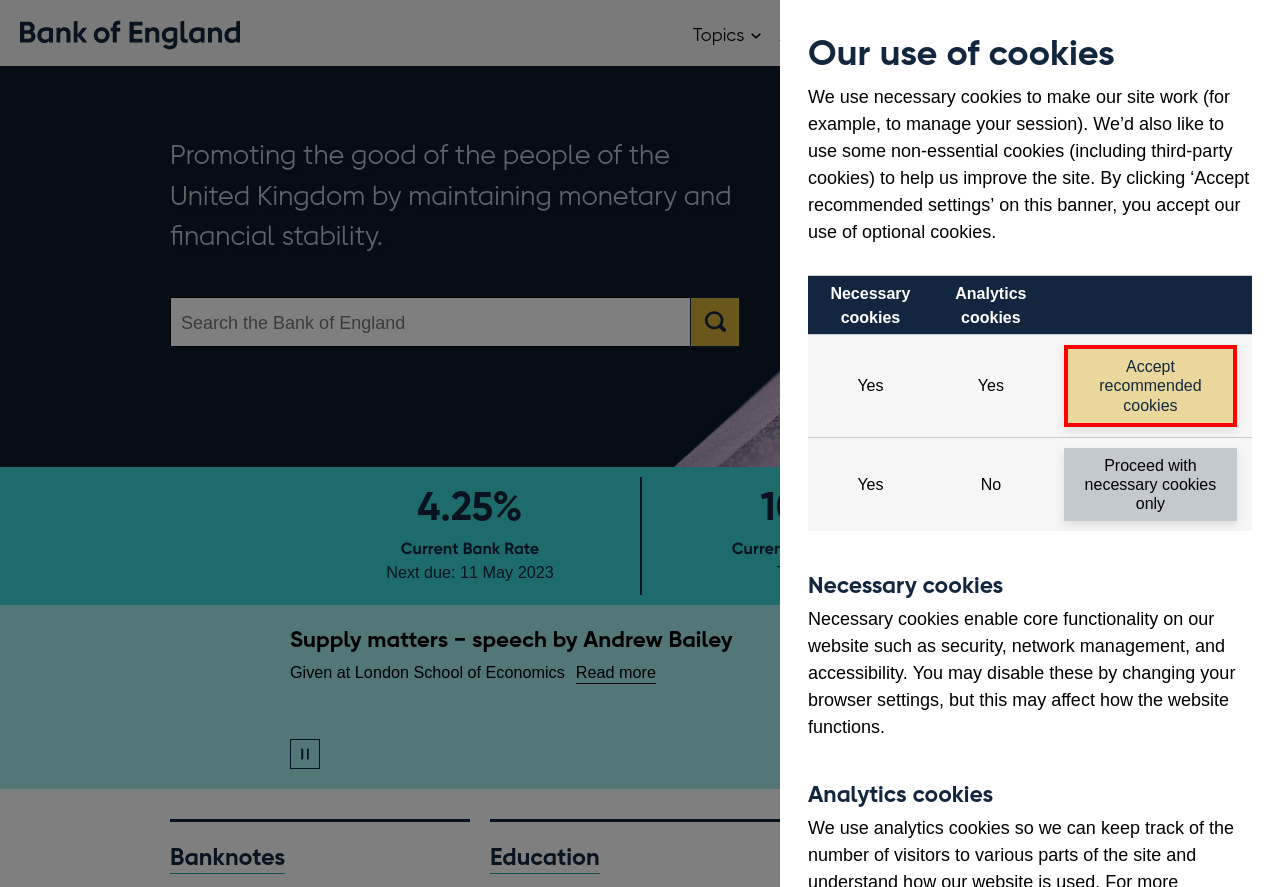 Bank of England
Topics
Promoting the good of the people of the
United Kingdom by maintaining monetary and
financial stability.
Search the Bank of England
4.25%
Current Bank Rate
Next due: 11 May 2023
Supply matters – speech by Andrew Bailey
Given at London School of Economics Read more
Banknotes
Education
Our use of cookies
We use necessary cookies to make our site work (for
example, to manage your session). We’d also like to
use some non-essential cookies (including third-party
cookies) to help us improve the site. By clicking ‘Accept
recommended settings’ on this banner, you accept our
use of optional cookies.
Necessary
cookies
Analytics
cookies
Yes
Yes
Accept
recommended
cookies
Yes
No
Proceed with
necessary cookies
only
Necessary cookies
Necessary cookies enable core functionality on our
website such as security, network management, and
accessibility. You may disable these by changing your
browser settings, but this may affect how the website
functions.
Analytics cookies
We use analytics cookies so we can keep track of the
number of visitors to various parts of the site and
understand how our website is used. For more